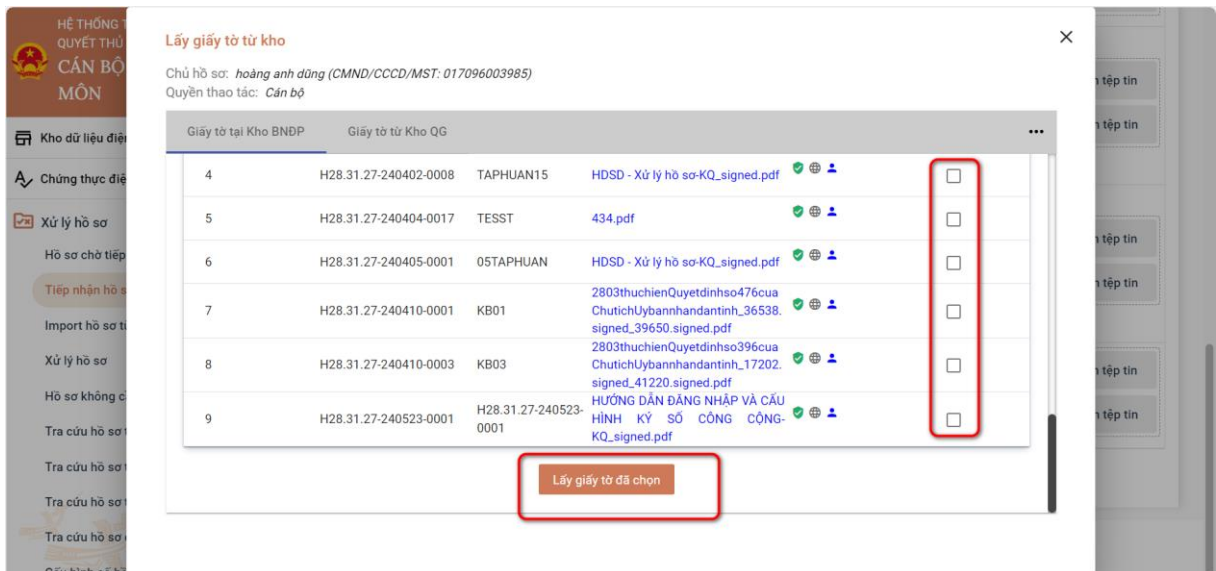 HỆ THỐNG
QUYẾT THỦ
CÁN BỘ
MÔN
Kho dữ liệu điện
Chứng thực điệ
Xử lý hồ sơ
Hồ sơ chờ tiếp
Tiếp nhận hồ s
Import hồ sơ từ
Xử lý hồ sơ
Hồ sơ không c
Tra cứu hồ sơ
Tra cứu hồ sơ
Tra cứu hồ sơ
Tra cứu hồ sơ
Lấy giấy tờ từ kho
Chủ hồ sơ: hoàng anh dũng (CMND/CCCD/MST: 017096003985)
Quyền thao tác: Cán bộ
Giấy tờ tại Kho BNĐP Giấy tờ từ Kho QG
4 H28.31.27-240402-0008 TAPHUAN15 HDSD - Xử lý hồ sơ-KQ_signed.pdf
5 H28.31.27-240404-0017 TESST 434.pdf
6 H28.31.27-240405-0001 05TAPHUAN HDSD - Xử lý hồ sơ-KQ_signed.pdf
2803thuchienQuyetdinhso476cua
7 H28.31.27-240410-0001 KB01 ChutichUybannhandantinh_36538.
signed_39650.signed.pdf
2803thuchienQuyetdinhso396cua
8 H28.31.27-240410-0003 KB03 ChutichUybannhandantinh_17202.
signed_41220.signed.pdf
HƯỚNG DẪN ĐĂNG NHẬP VÀ CẤU
9 H28.31.27-240523-0001 H28.31.27-240523-0001 HÌNH KÝ SỐ CÔNG CỘNG-
KQ_signed.pdf
Lấy giấy tờ đã chọn
tệp tin
tệp tin
tệp tin
tệp tin
tệp tin
tệp tin